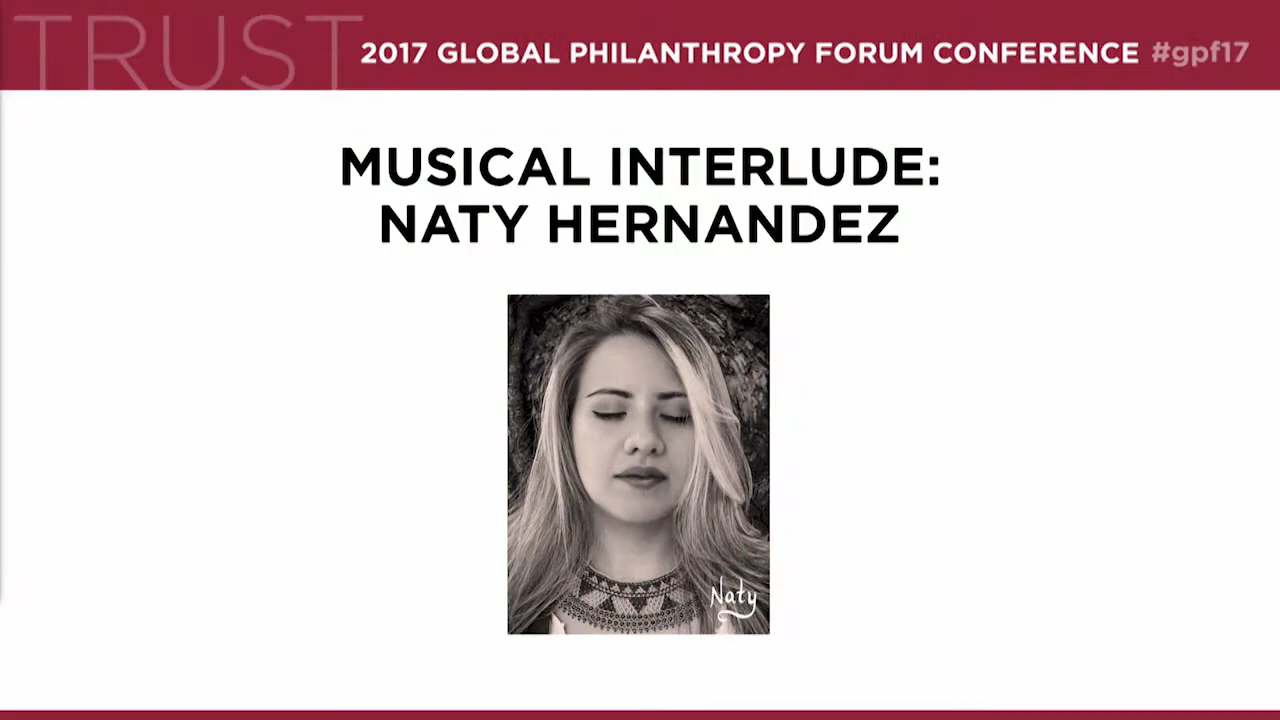 TRUST
2017 GLOBAL PHILANTHROPY FORUM CONFERENCE #gpf17
MUSICAL INTERLUDE:
NATY HERNANDEZ
Naty